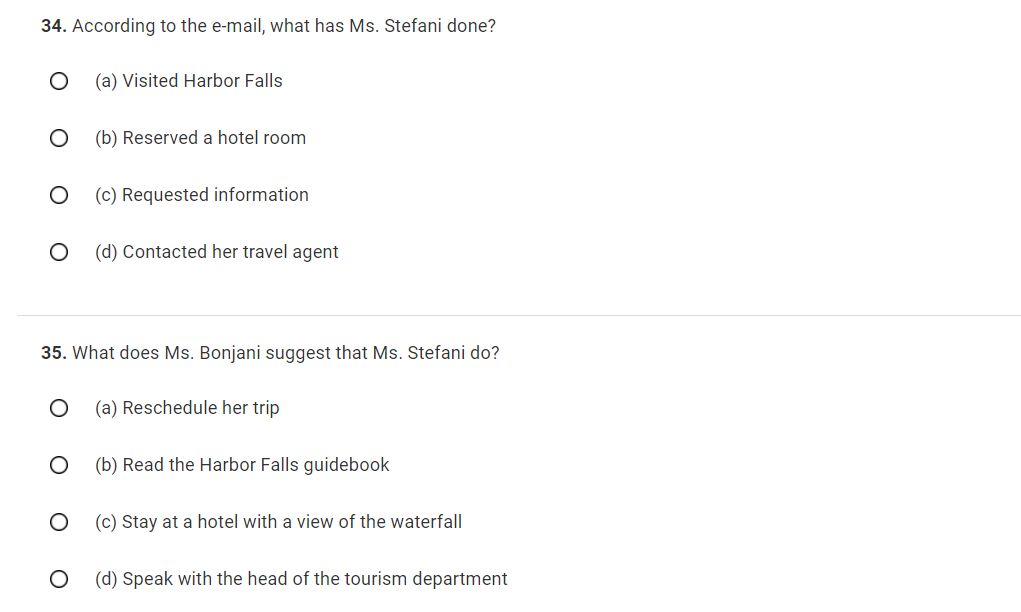 34. According to the e-mail, what has Ms. Stefani done?
(a) Visited Harbor Falls
(b) Reserved a hotel room
(c) Requested information
(d) Contacted her travel agent
35. What does Ms. Bonjani suggest that Ms. Stefani do?
(a) Reschedule her trip
(b) Read the Harbor Falls guidebook
(c) Stay at a hotel with a view of the waterfall
(d) Speak with the head of the tourism department